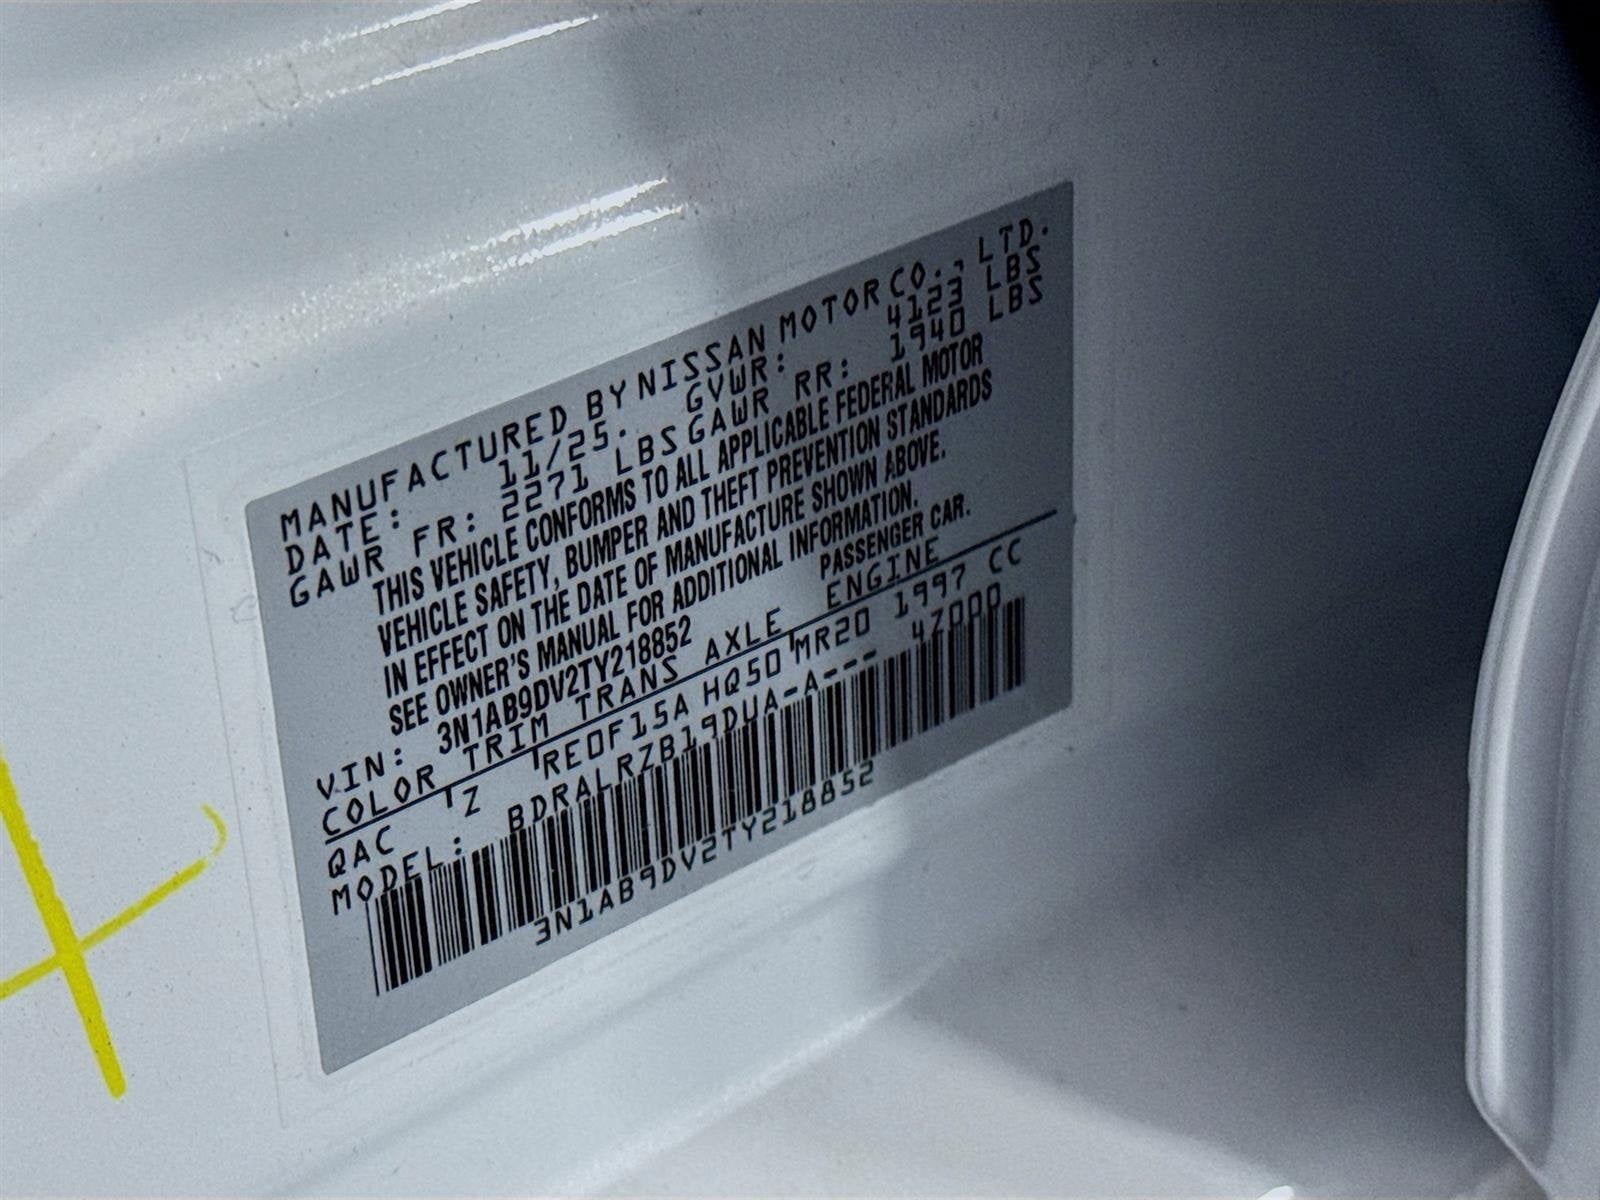 MANUFACTURED BY NISSAN MOTOR CO., LTD.
DATE: 11/25. GVWR: 4123 LBS
GAWR FR: 2271 LBS GAWR RR: 1940 LBS
THIS VEHICLE CONFORMS TO ALL APPLICABLE FEDERAL MOTOR
VEHICLE SAFETY, BUMPER AND THEFT PREVENTION STANDARDS
IN EFFECT ON THE DATE OF MANUFACTURE SHOWN ABOVE.
SEE OWNER'S MANUAL FOR ADDITIONAL INFORMATION.
VIN: 3N1AB9DV2TY218852 PASSENGER CAR.
COLOR TRIM TRANS AXLE ENGINE
QAC Z RE0F15A HQ50 MR20 1997 CC
MODEL: BDRALRZB19DUA-A--- 47000
3N1AB9DV2TY218852